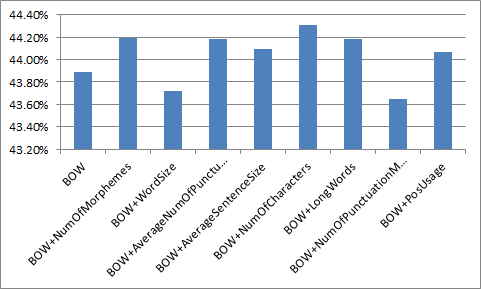 44.40%
44.20%
44.00%
43.80%
43.60%
43.40%
43.20%
BOW
BOW+NumOfMorphemes
BOW+WordSize
BOW+AverageNumOfPunctu...
BOW+AverageSentenceSize
BOW+NumOfCharacters
BOW+LongWords
BOW+NumOfPunctuationM...
BOW+PosUsage